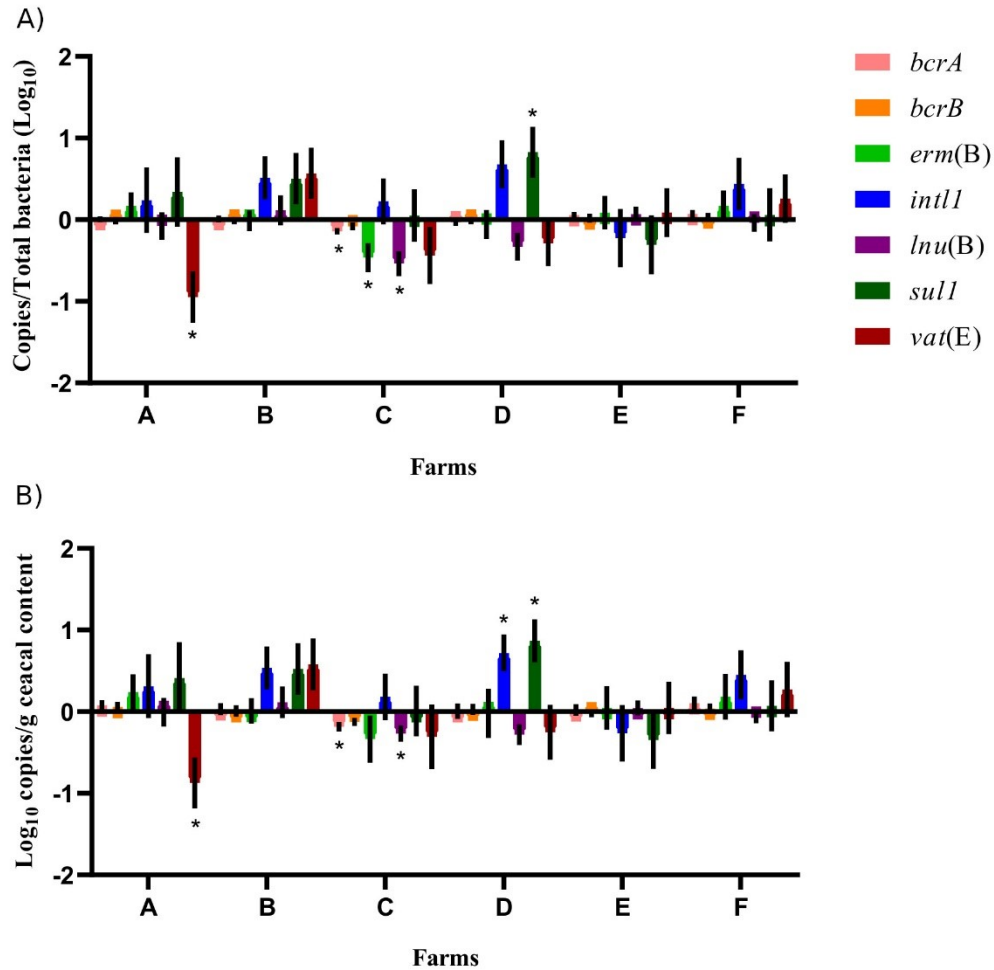 A)
Copies/Total bacteria (Log10)
2
1
0
-1
-2
A B C D E F
Farms
* * * * * *
bcrA
bcrB
erm(B)
intl1
lnu(B)
sul1
vat(E)
B)
Log10 copies/g ceacal content
2
1
0
-1
-2
A B C D E F
Farms
* * * * *